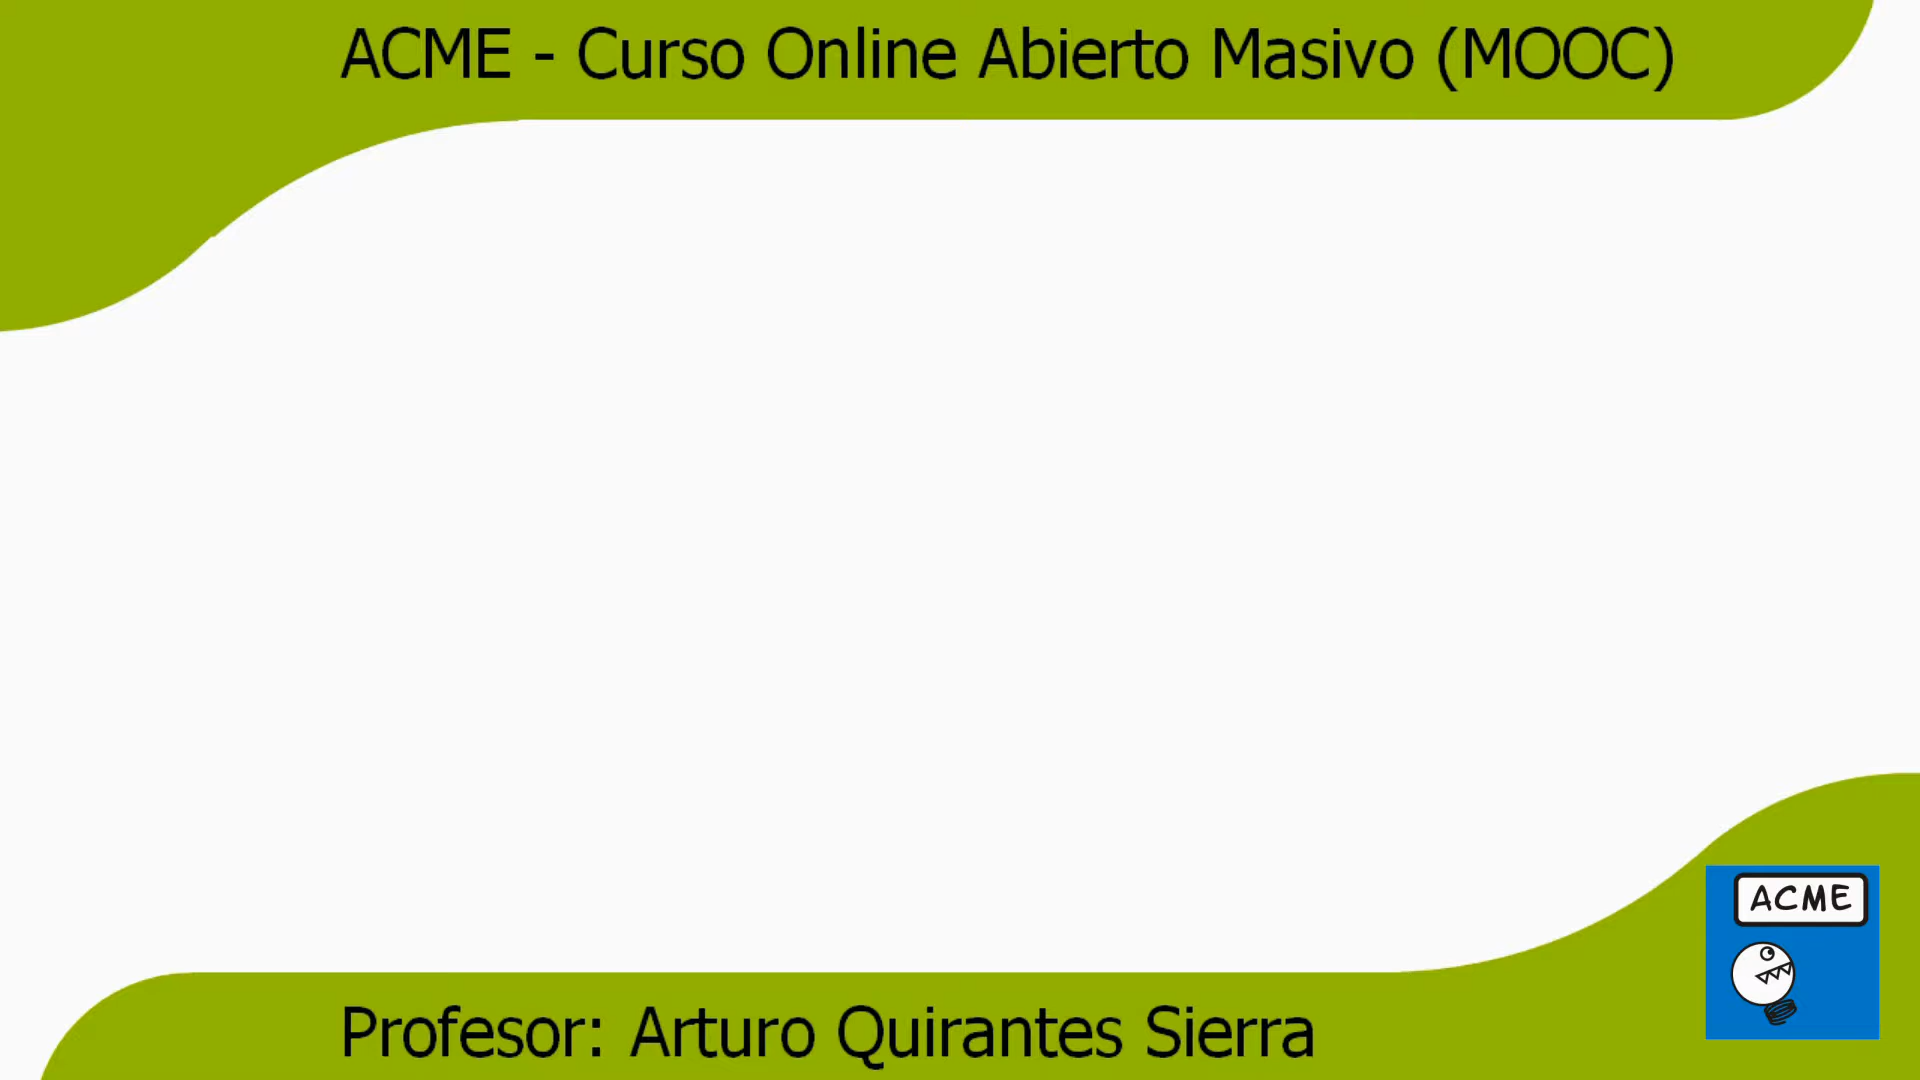 ACME - Curso Online Abierto Masivo (MOOC)
ACME
Profesor: Arturo Quirantes Sierra